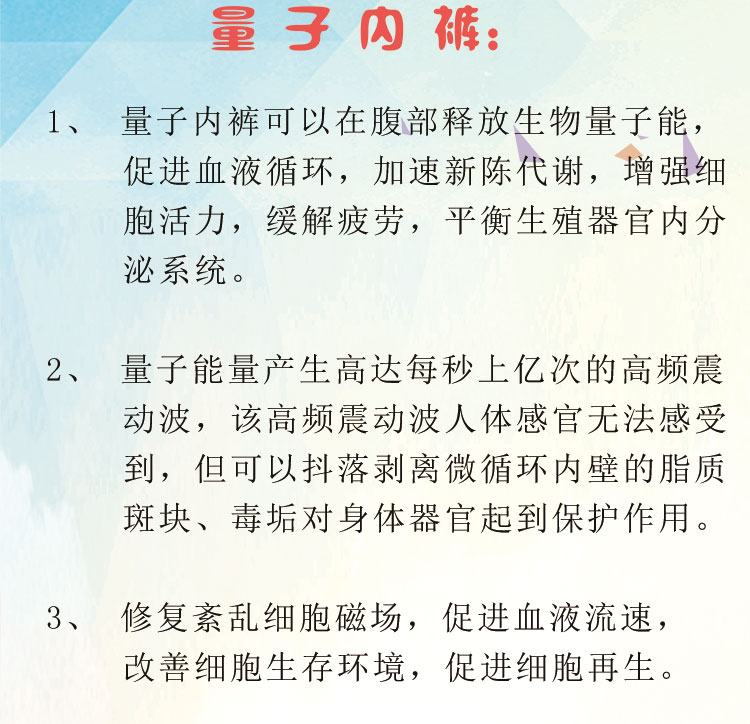 量子内裤:
1、 量子内裤可以在腹部释放生物量子能，
促进血液循环，加速新陈代谢，增强细
胞活力，缓解疲劳，平衡生殖器官内分
泌系统。
2、 量子能量产生高达每秒上亿次的高频震
动波，该高频震动波人体感官无法感受
到，但可以抖落剥离微循环内壁的脂质
斑块、毒垢对身体器官起到保护作用。
3、 修复紊乱细胞磁场，促进血液流速，
改善细胞生存环境，促进细胞再生。